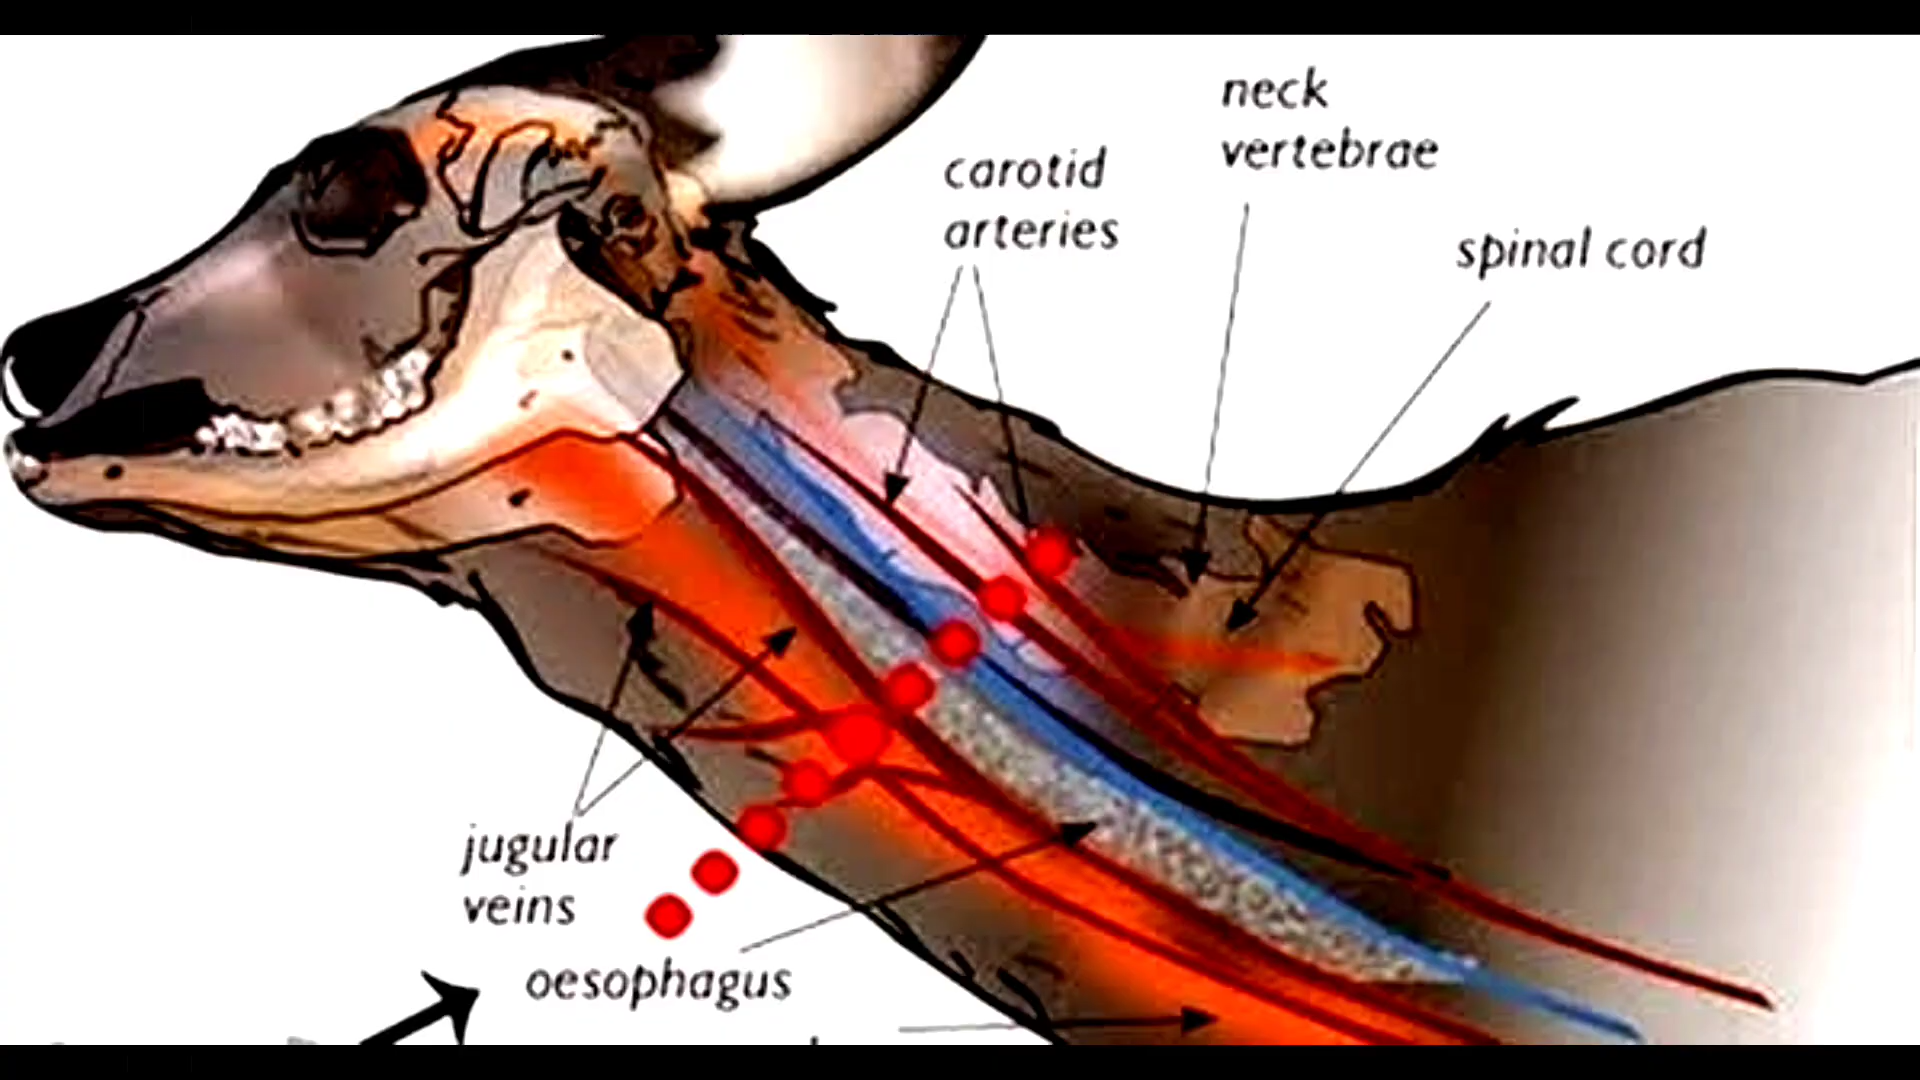 neck
vertebrae
carotid
arteries
spinal cord
jugular
veins
oesophagus